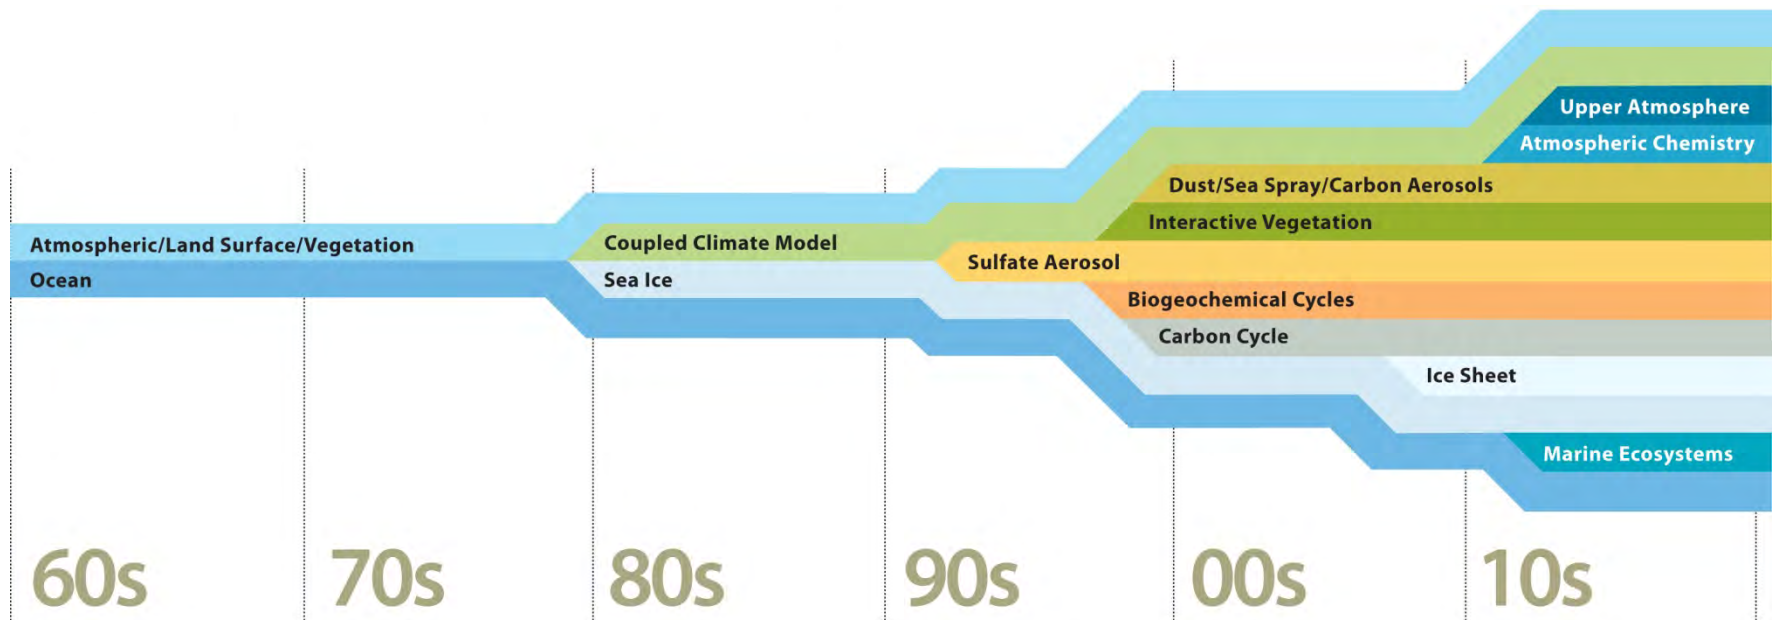 Upper Atmosphere
Atmospheric Chemistry
Dust/Sea Spray/Carbon Aerosols
Interactive Vegetation
Atmospheric/Land Surface/Vegetation
Coupled Climate Model
Sulfate Aerosol
Ocean
Sea Ice
Biogeochemical Cycles
Carbon Cycle
Ice Sheet
Marine Ecosystems
60s 70s 80s 90s 00s 10s